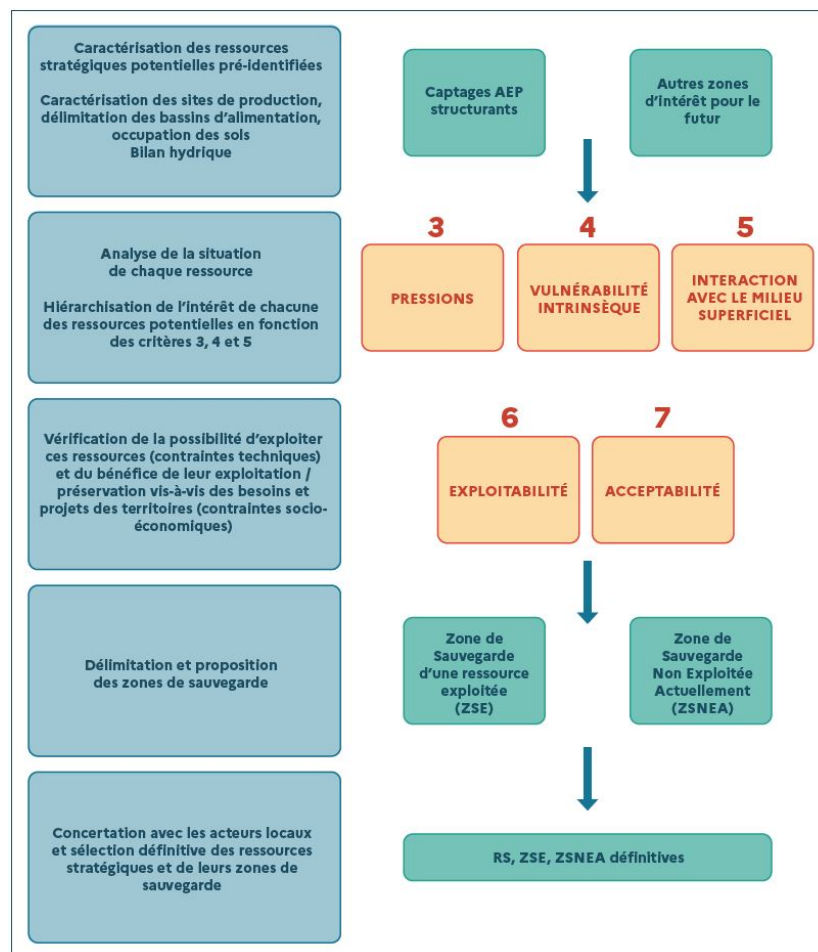 Caractérisation des ressources
stratégiques potentielles pré-identifiées
Caractérisation des sites de production,
délimitation des bassins d'alimentation,
occupation des sols
Bilan hydrique
Captages AEP
structurants
Autres zones
d'intérêt pour le
futur
Analyse de la situation
de chaque ressource
Hiérarchisation de l'intérêt de chacune
des ressources potentielles en fonction
des critères 3, 4 et 5
3
PRESSIONS
4
VULNÉRABILITÉ
INTRINSÈQUE
5
INTERACTION
AVEC LE MILIEU
SUPERFICIEL
Vérification de la possibilité d'exploiter
ces ressources (contraintes techniques)
et du bénéfice de leur exploitation /
préservation vis-à-vis des besoins et
projets des territoires (contraintes socio-
économiques)
6
EXPLOITABILITÉ
7
ACCEPTABILITÉ
Délimitation et proposition
des zones de sauvegarde
Zone de
Sauvegarde
d'une ressource
exploitée
(ZSE)
Zone de
Sauvegarde
Non Exploitée
Actuellement
(ZSNEA)
Concertation avec les acteurs locaux
et sélection définitive des ressources
stratégiques et de leurs zones de
sauvegarde
RS, ZSE, ZSNEA définitives